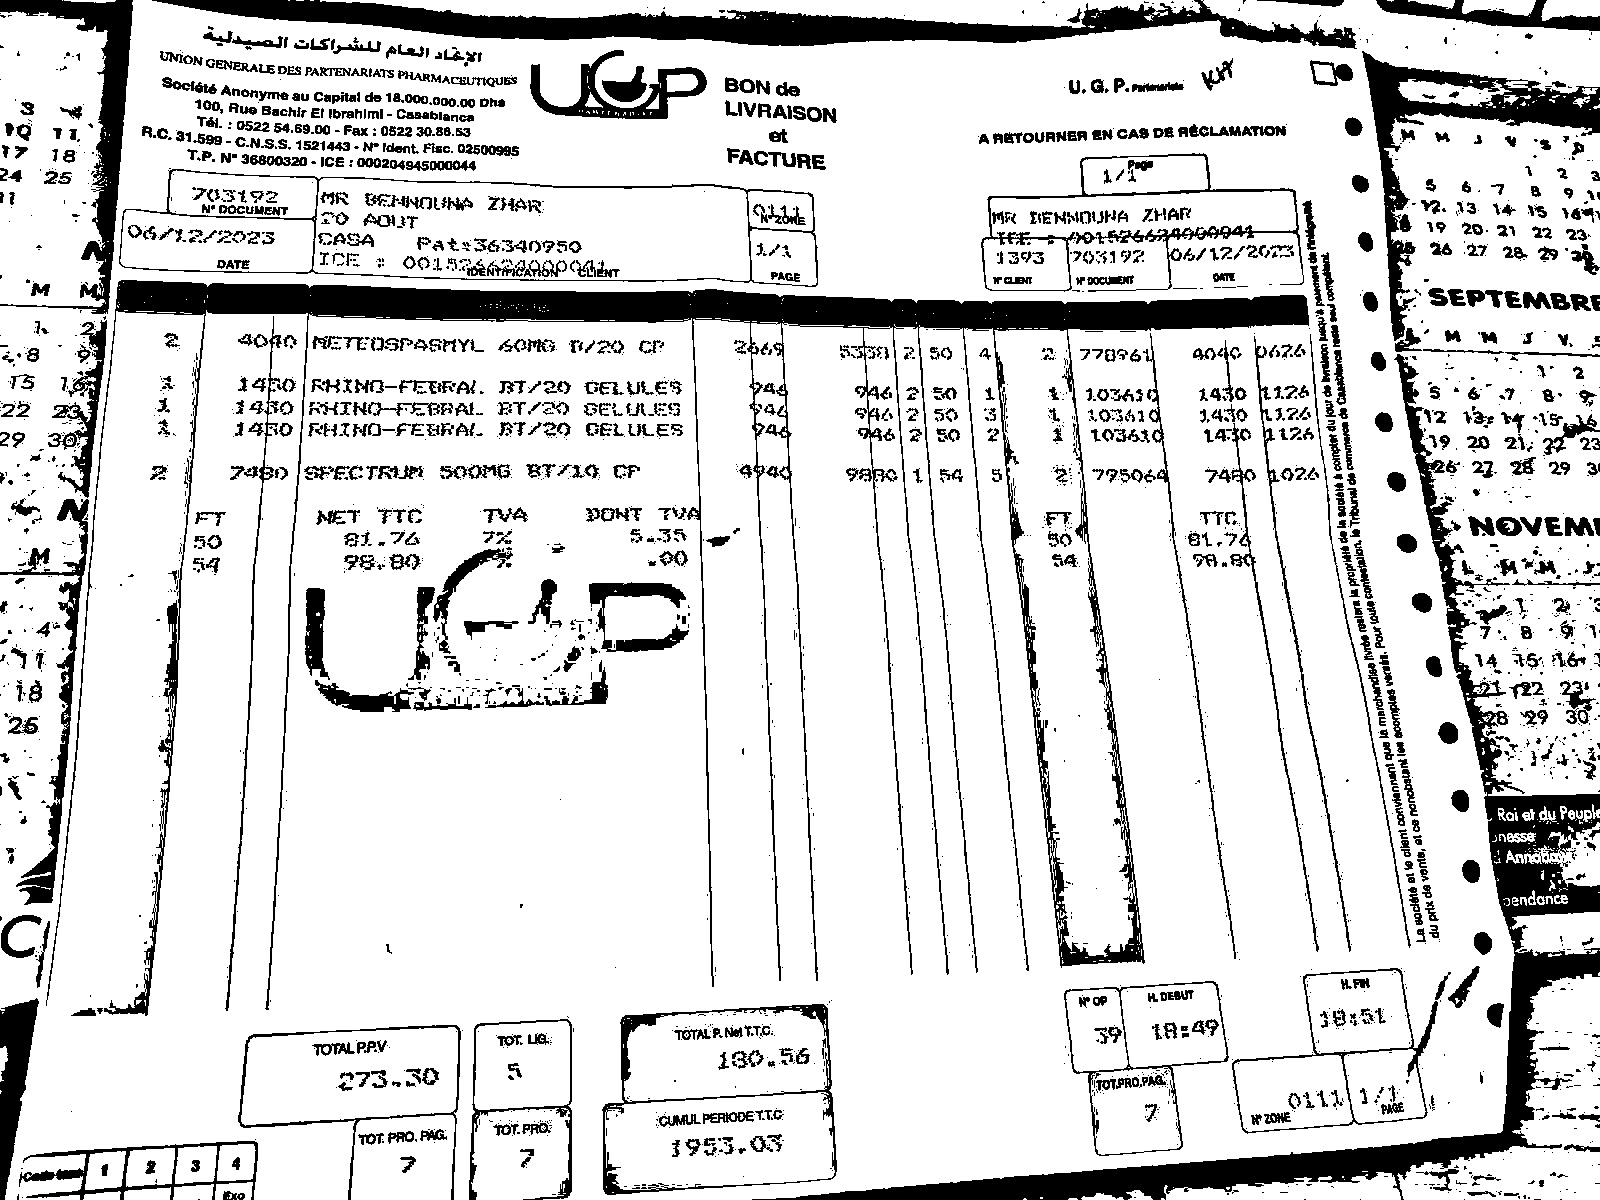 الإتحاد العام للشراكات الصيدلية
UNION GENERALE DES PARTENARIATS PHARMACEUTIQUES
Société Anonyme au Capital de 18.000.000.00 Dhs
100, Rue Bachir El Ibrahimi - Casablanca
Tél. : 0522 54.69.00 - Fax : 0522 30.86.53
R.C. 31.599 - C.N.S.S. 1521443 - N° Ident. Fisc. 02500995
T.P. N° 36800320 - ICE : 000204945000044
UGP
BON de
LIVRAISON
et
FACTURE
U. G. P. Partenariats
A RETOURNER EN CAS DE RÉCLAMATION
Page
1/1
703192
N° DOCUMENT
06/12/2023
DATE
MR BENNOUNA ZHAR
20 AOUT
CASA Pat:36340950
ICE : 001526624000041
IDENTIFICATION CLIENT
0111
N° ZONE
1/1
PAGE
MR BENNOUNA ZHAR
ICE : 001526624000041
1393 703192 06/12/2023
N° CLIENT N° DOCUMENT DATE
2 4040 METEOSPASMYL 60MG B/20 CP 2669 5338 2 50 4 2 778961 4040 0626
1 1430 RHINO-FEBRAL BT/20 GELULES 946 946 2 50 1 1 103610 1430 1126
1 1430 RHINO-FEBRAL BT/20 GELULES 946 946 2 50 3 1 103610 1430 1126
1 1430 RHINO-FEBRAL BT/20 GELULES 946 946 2 50 2 1 103610 1430 1126
2 7480 SPECTRUM 500MG BT/10 CP 4940 9880 1 54 5 2 795064 7480 1026
FT NET TTC TVA DONT TVA FT TTC
50 81.76 7% 5.35 50 81.76
54 98.80 % .00 54 98.80
UGP
La société et le client conviennent que la marchandise livrée restera la propriété de la société à compter du jour de livraison jusqu'à paiement de l'intégralité
du prix de vente, et ce nonobstant les acomptes versés. Pour toute contestation, le Tribunal de commerce de Casablanca reste seul compétent.
TOTAL P.P.V
273.30
TOT. LIG.
5
TOTAL P. Net T.T.C.
180.56
TOT. PRO. PAG.
7
TOT. PRO.
7
CUMUL PERIODE T.T.C
1953.03
N° OP
39
H. DEBUT
18:49
H. FIN
18:51
TOT.PRO.PAG.
7
0111
N° ZONE
1/1
PAGE
Code taxe 1 2 3 4
Exo
SEPTEMBRE
M M J V
NOVEM
Roi et du Peuple